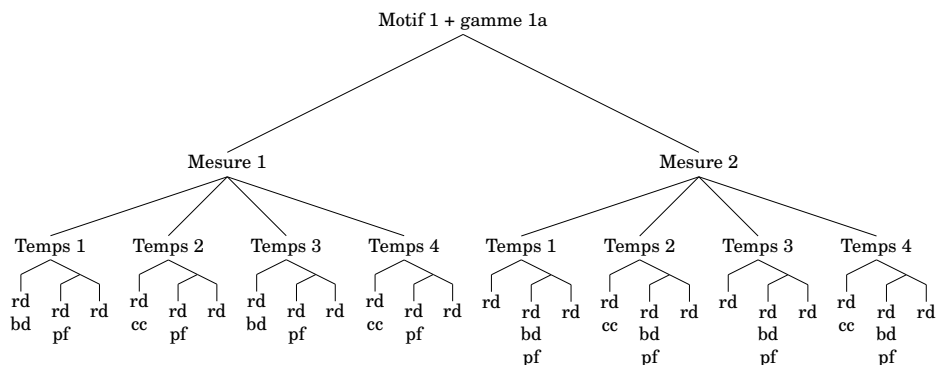 Motif 1 + gamme 1a
Mesure 1 Mesure 2
Temps 1 Temps 2 Temps 3 Temps 4 Temps 1 Temps 2 Temps 3 Temps 4
rd rd rd rd rd rd rd rd rd rd rd rd rd rd rd rd rd rd rd rd rd rd rd rd
bd pf cc pf bd pf cc pf bd cc bd bd cc bd
pf pf pf pf